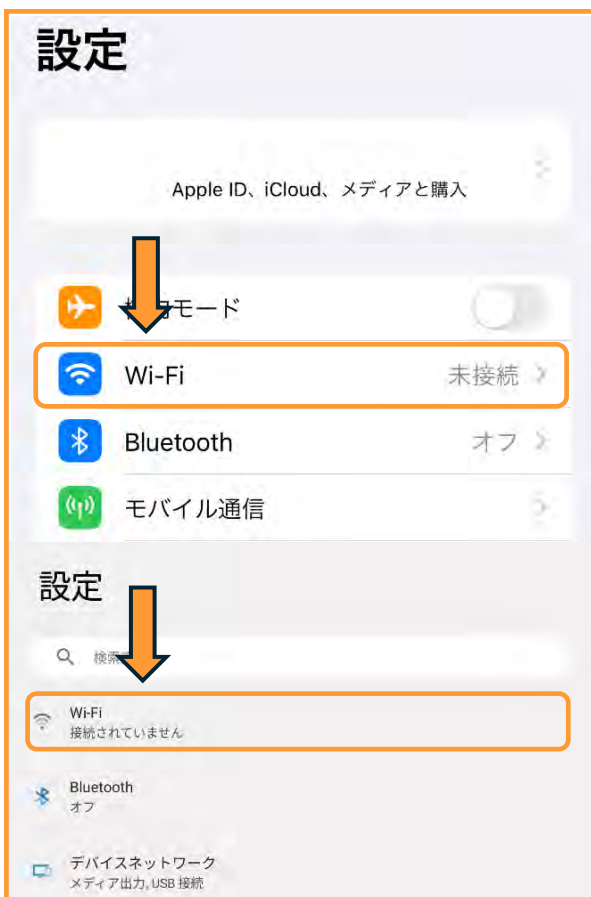 設定
Apple ID、iCloud、メディアと購入
モード
Wi-Fi 未接続
Bluetooth オフ
モバイル通信
設定
検索
Wi-Fi
接続されていません
Bluetooth
オフ
デバイスネットワーク
メディア出力, USB 接続